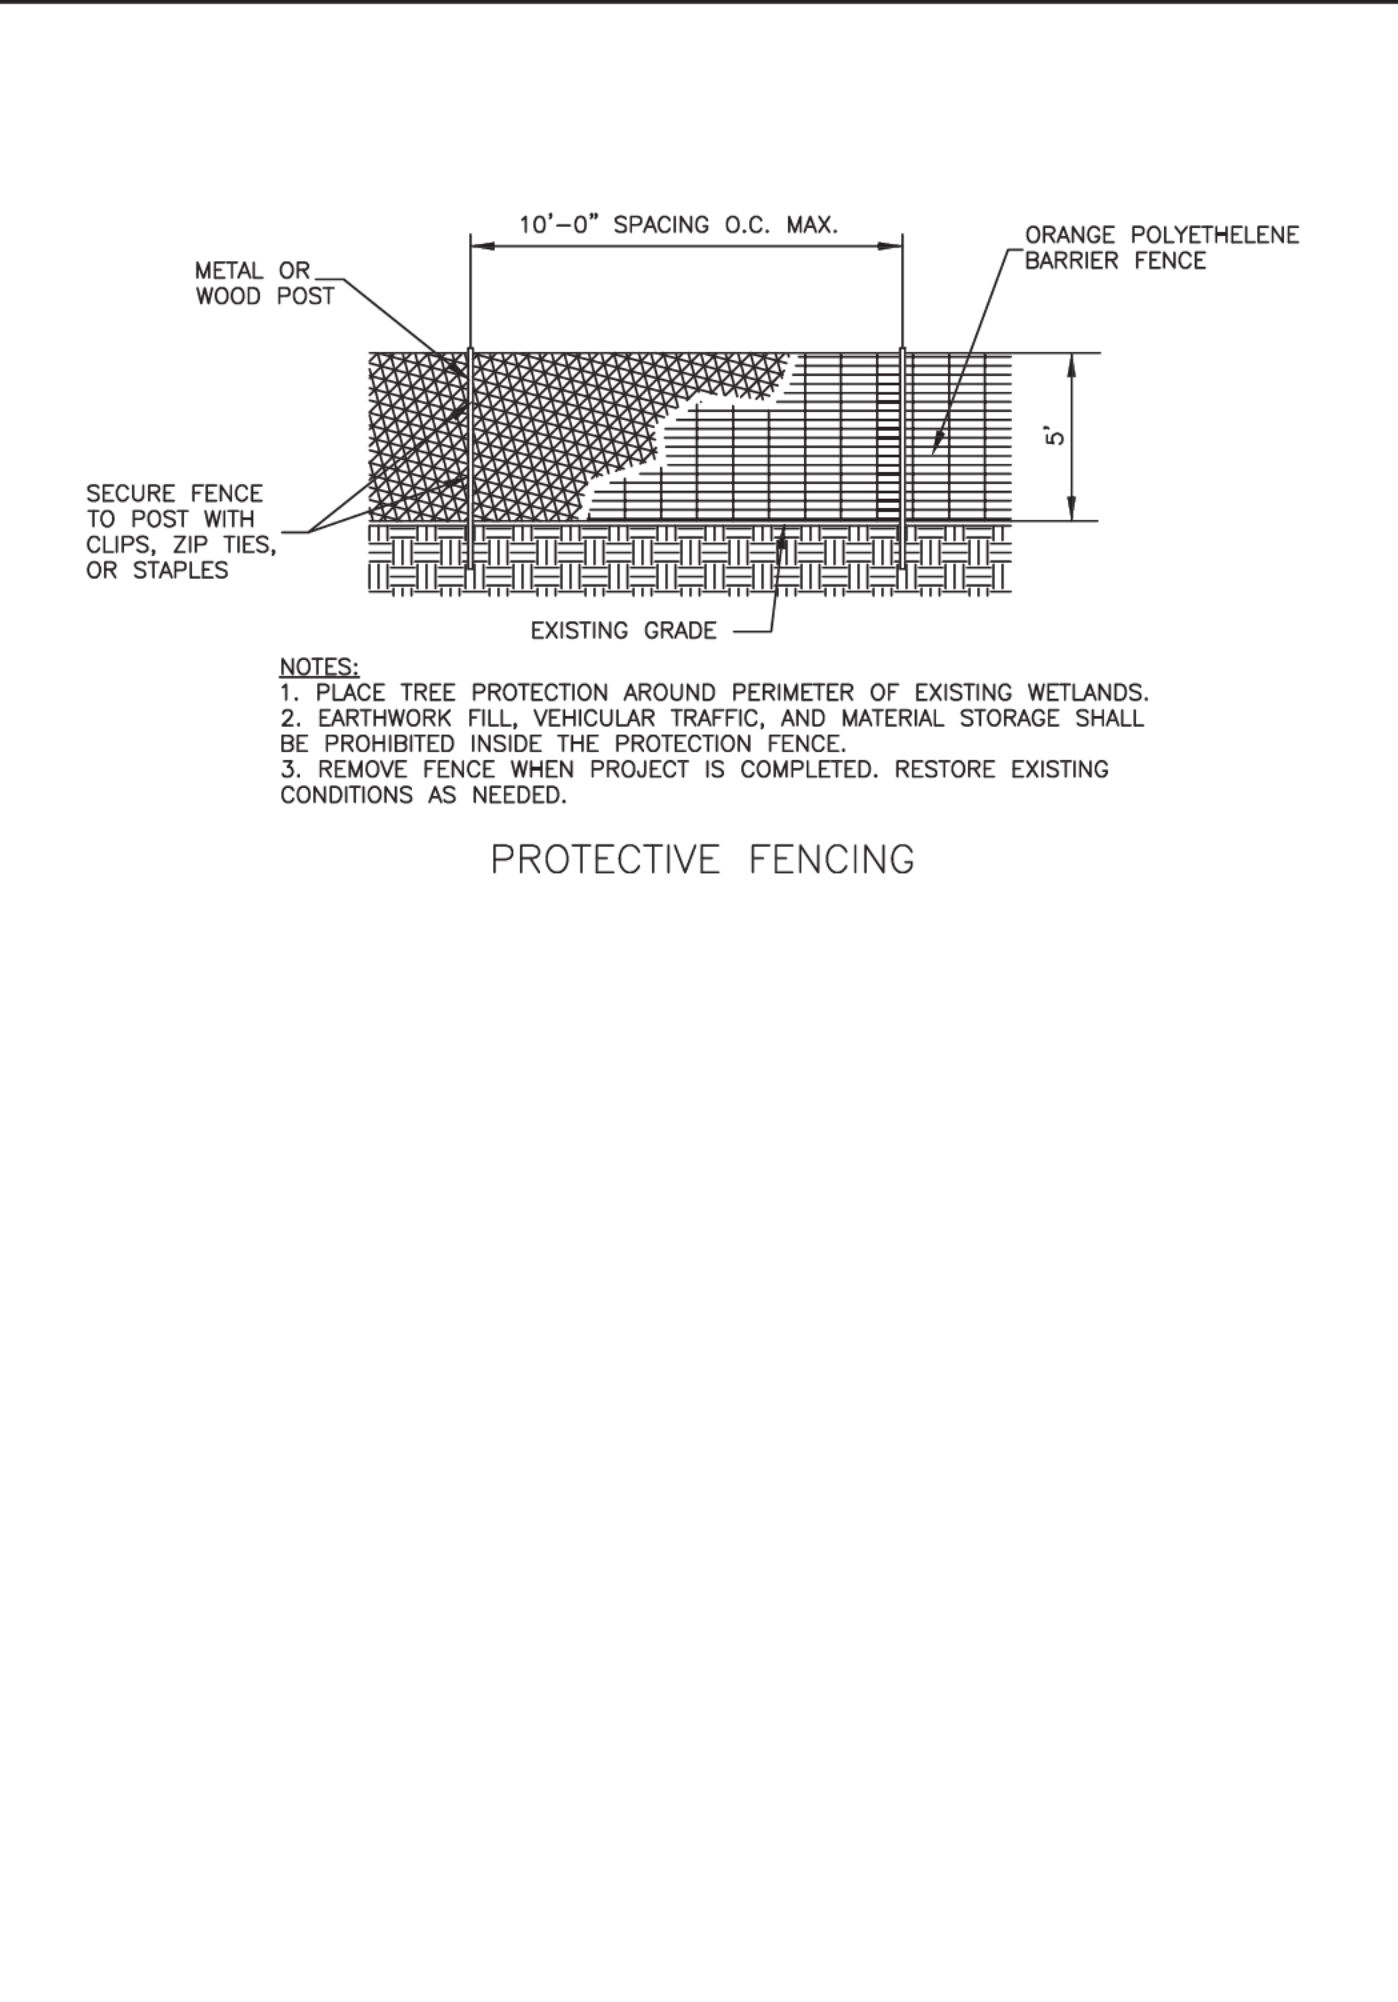 10'-0" SPACING O.C. MAX.
ORANGE POLYETHELENE
BARRIER FENCE
METAL OR
WOOD POST
5'
SECURE FENCE
TO POST WITH
CLIPS, ZIP TIES,
OR STAPLES
EXISTING GRADE
NOTES:
1. PLACE TREE PROTECTION AROUND PERIMETER OF EXISTING WETLANDS.
2. EARTHWORK FILL, VEHICULAR TRAFFIC, AND MATERIAL STORAGE SHALL
BE PROHIBITED INSIDE THE PROTECTION FENCE.
3. REMOVE FENCE WHEN PROJECT IS COMPLETED. RESTORE EXISTING
CONDITIONS AS NEEDED.
PROTECTIVE FENCING